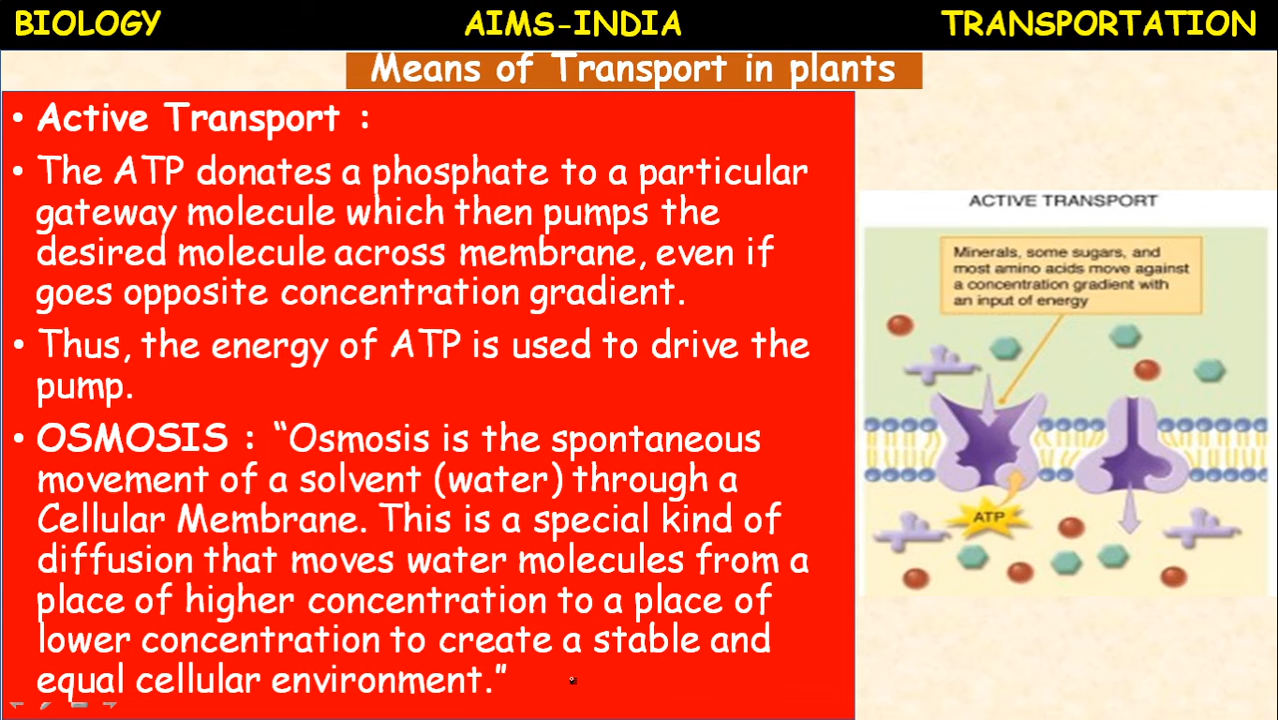 BIOLOGY AIMS-INDIA TRANSPORTATION
Means of Transport in plants
• Active Transport :
• The ATP donates a phosphate to a particular
gateway molecule which then pumps the
desired molecule across membrane, even if
goes opposite concentration gradient.
• Thus, the energy of ATP is used to drive the
pump.
• OSMOSIS : “Osmosis is the spontaneous
movement of a solvent (water) through a
Cellular Membrane. This is a special kind of
diffusion that moves water molecules from a
place of higher concentration to a place of
lower concentration to create a stable and
equal cellular environment.”
ACTIVE TRANSPORT
Minerals, some sugars, and
most amino acids move against
a concentration gradient with
an input of energy
ATP